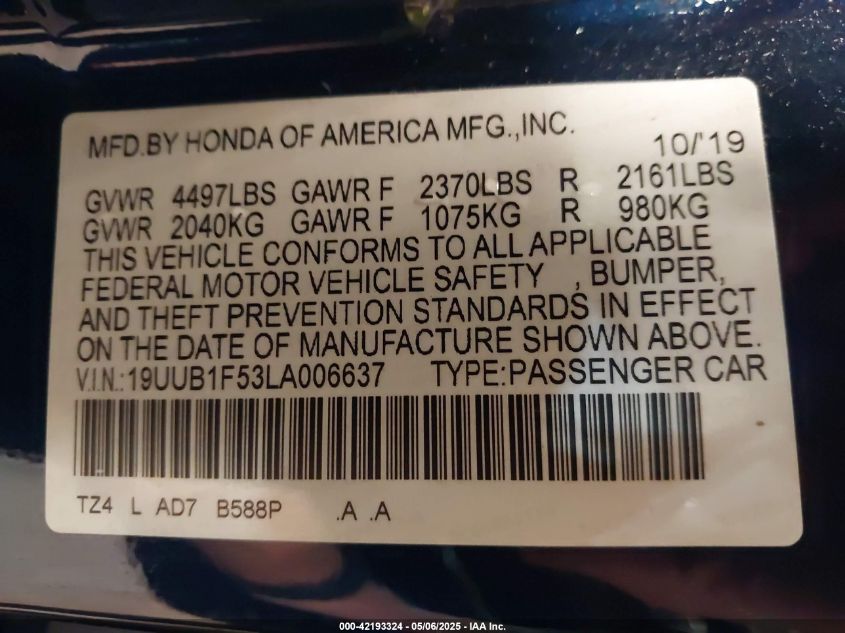 MFD.BY HONDA OF AMERICA MFG.,INC.
10/'19
GVWR 4497LBS GAWR F 2370LBS R 2161LBS
GVWR 2040KG GAWR F 1075KG R 980KG
THIS VEHICLE CONFORMS TO ALL APPLICABLE
FEDERAL MOTOR VEHICLE SAFETY , BUMPER,
AND THEFT PREVENTION STANDARDS IN EFFECT
ON THE DATE OF MANUFACTURE SHOWN ABOVE.
V.I.N.:19UUB1F53LA006637 TYPE:PASSENGER CAR
TZ4 L AD7 B588P .A .A
000-42193324 - 05/06/2025 - IAA Inc.